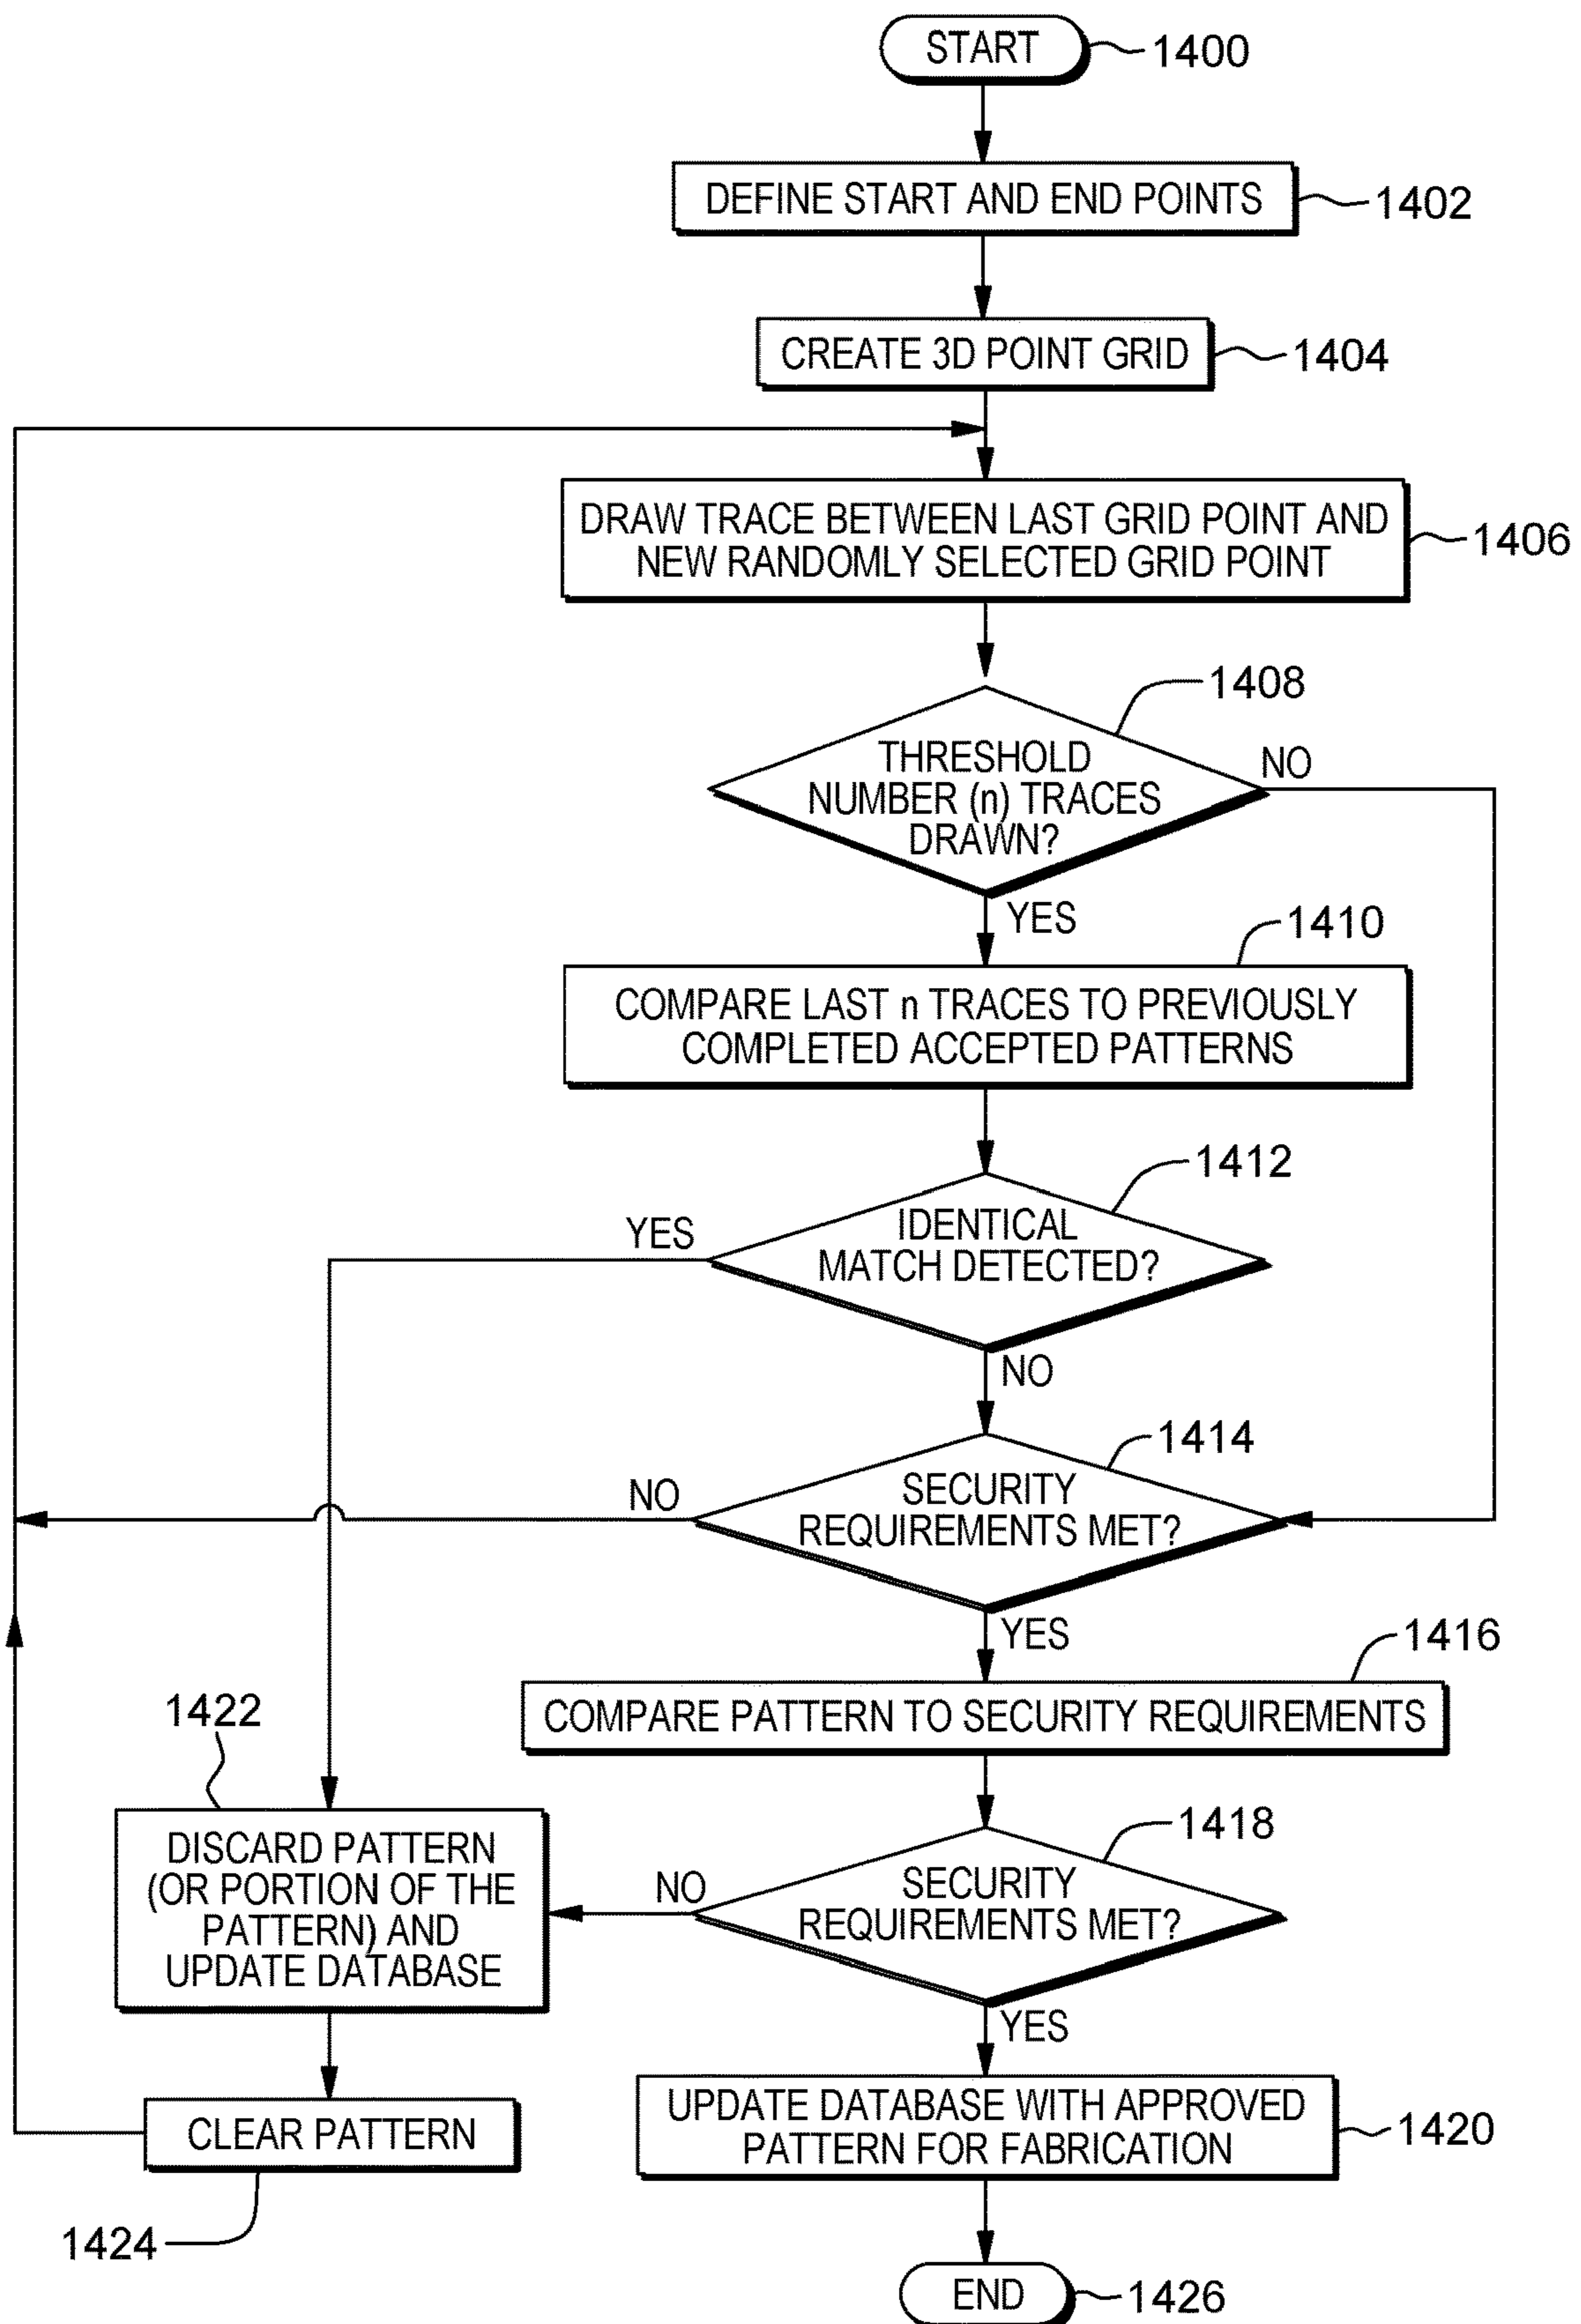 START
1400
DEFINE START AND END POINTS
1402
CREATE 3D POINT GRID
1404
DRAW TRACE BETWEEN LAST GRID POINT AND
NEW RANDOMLY SELECTED GRID POINT
1406
1408
THRESHOLD
NUMBER (n) TRACES
DRAWN?
NO
YES
1410
COMPARE LAST n TRACES TO PREVIOUSLY
COMPLETED ACCEPTED PATTERNS
1412
IDENTICAL
MATCH DETECTED?
YES
NO
1414
SECURITY
REQUIREMENTS MET?
NO
YES
1416
COMPARE PATTERN TO SECURITY REQUIREMENTS
1418
SECURITY
REQUIREMENTS MET?
NO
YES
1422
DISCARD PATTERN
(OR PORTION OF THE
PATTERN) AND
UPDATE DATABASE
CLEAR PATTERN
1424
UPDATE DATABASE WITH APPROVED
PATTERN FOR FABRICATION
1420
END
1426